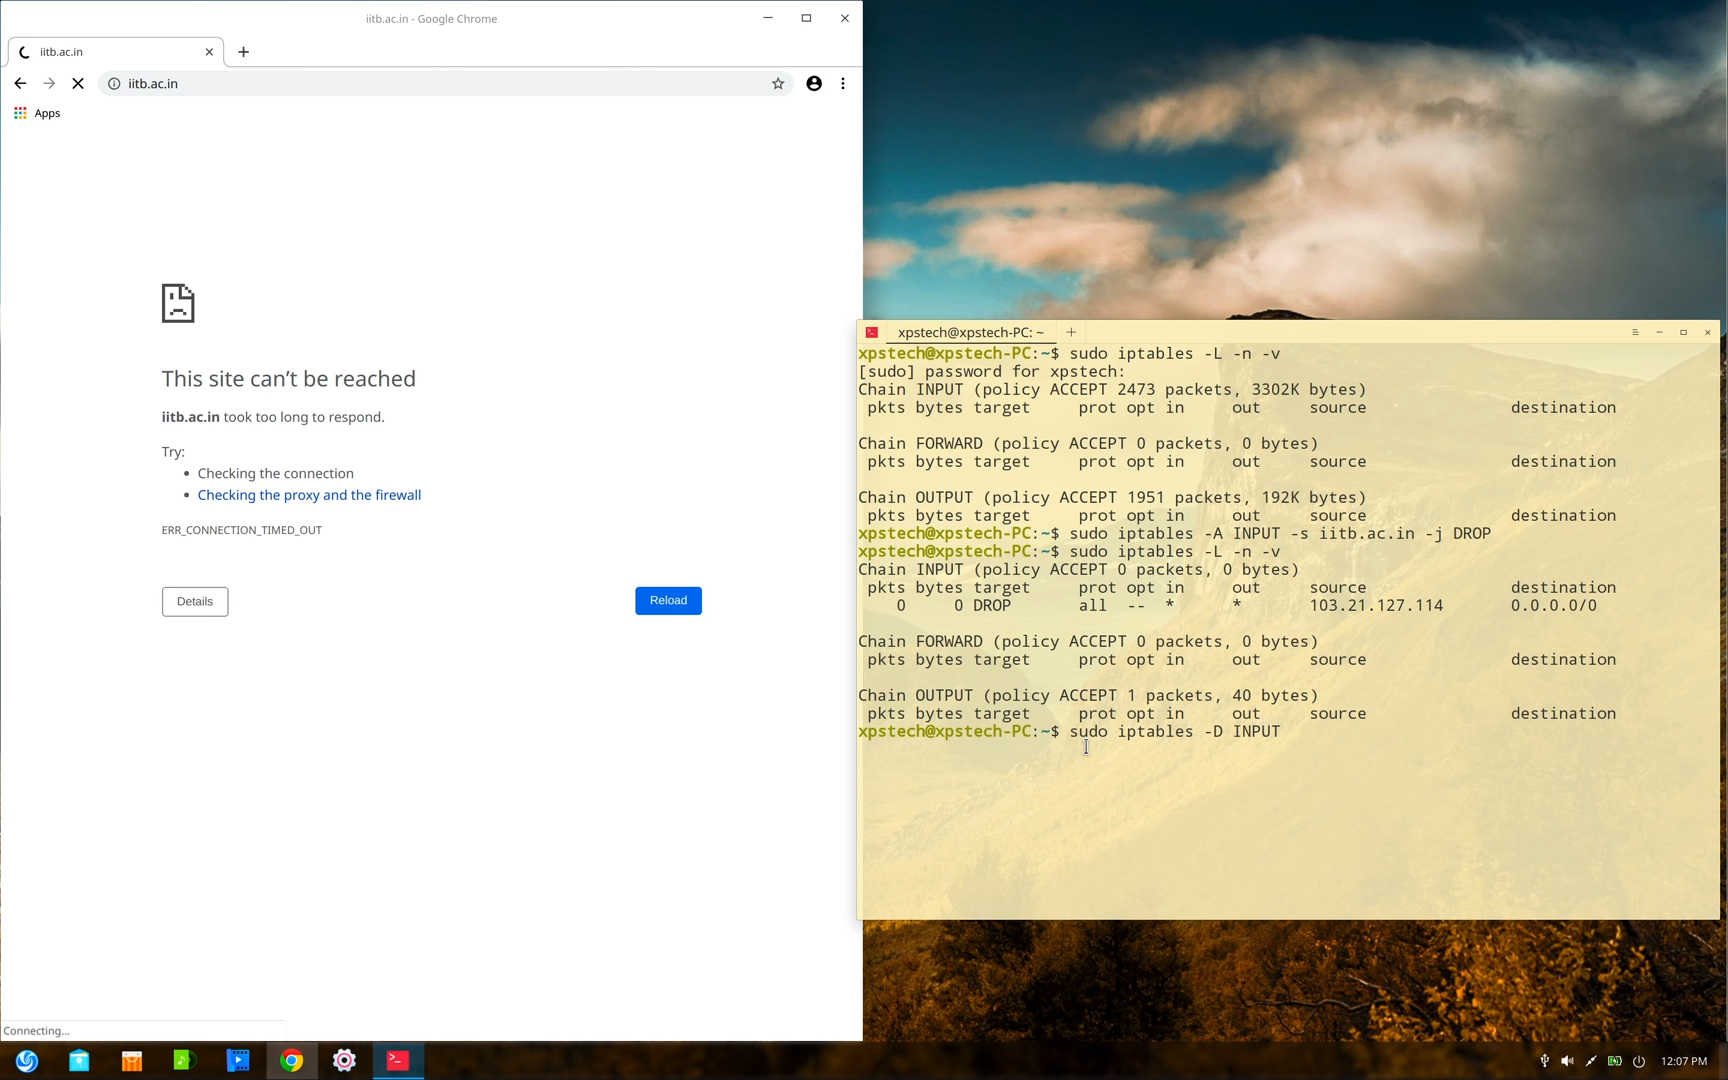 iitb.ac.in - Google Chrome
iitb.ac.in
iitb.ac.in
Apps
This site can’t be reached
iitb.ac.in took too long to respond.
Try:
• Checking the connection
• Checking the proxy and the firewall
ERR_CONNECTION_TIMED_OUT
Details
Reload
Connecting...
xpstech@xpstech-PC: ~
xpstech@xpstech-PC:~$ sudo iptables -L -n -v
[sudo] password for xpstech:
Chain INPUT (policy ACCEPT 2473 packets, 3302K bytes)
 pkts bytes target     prot opt in     out     source               destination
Chain FORWARD (policy ACCEPT 0 packets, 0 bytes)
 pkts bytes target     prot opt in     out     source               destination
Chain OUTPUT (policy ACCEPT 1951 packets, 192K bytes)
 pkts bytes target     prot opt in     out     source               destination
xpstech@xpstech-PC:~$ sudo iptables -A INPUT -s iitb.ac.in -j DROP
xpstech@xpstech-PC:~$ sudo iptables -L -n -v
Chain INPUT (policy ACCEPT 0 packets, 0 bytes)
 pkts bytes target     prot opt in     out     source               destination
    0     0 DROP       all  --  *      *       103.21.127.114       0.0.0.0/0
Chain FORWARD (policy ACCEPT 0 packets, 0 bytes)
 pkts bytes target     prot opt in     out     source               destination
Chain OUTPUT (policy ACCEPT 1 packets, 40 bytes)
 pkts bytes target     prot opt in     out     source               destination
xpstech@xpstech-PC:~$ sudo iptables -D INPUT
12:07 PM